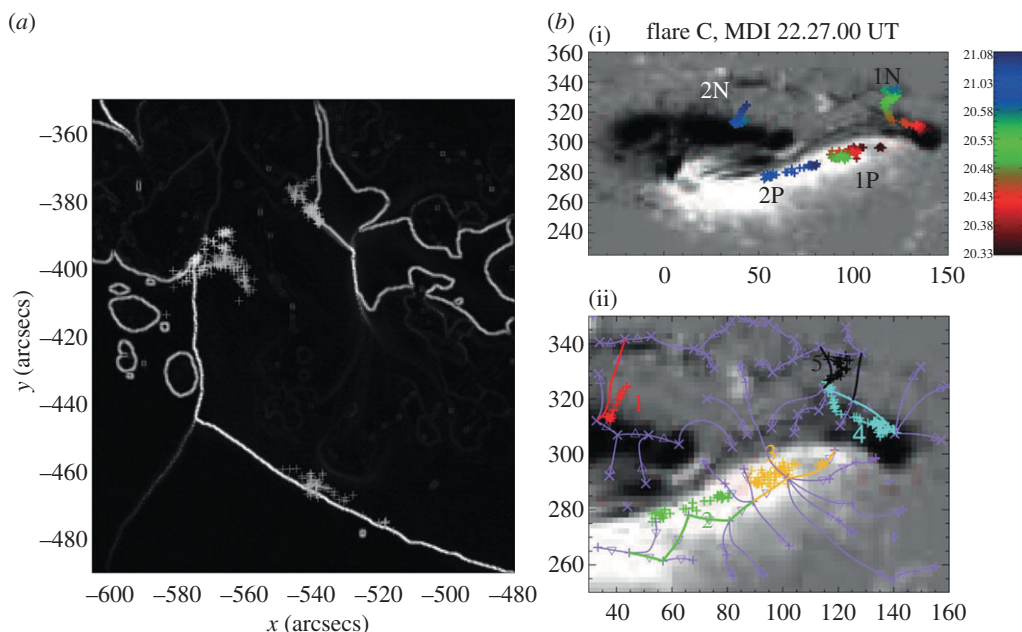 (a)
−360
−380
−400
−420
−440
−460
−480
y (arcsecs)
−600 −580 −560 −540 −520 −500 −480
x (arcsecs)
(b)
(i) flare C, MDI 22.27.00 UT
360
340
320
300
280
260
240
0 50 100 150
2N
1N
2P
1P
21.08
21.03
20.58
20.53
20.48
20.43
20.38
20.33
(ii)
340
320
300
280
260
40 60 80 100 120 140 160
1
2
3
4
5